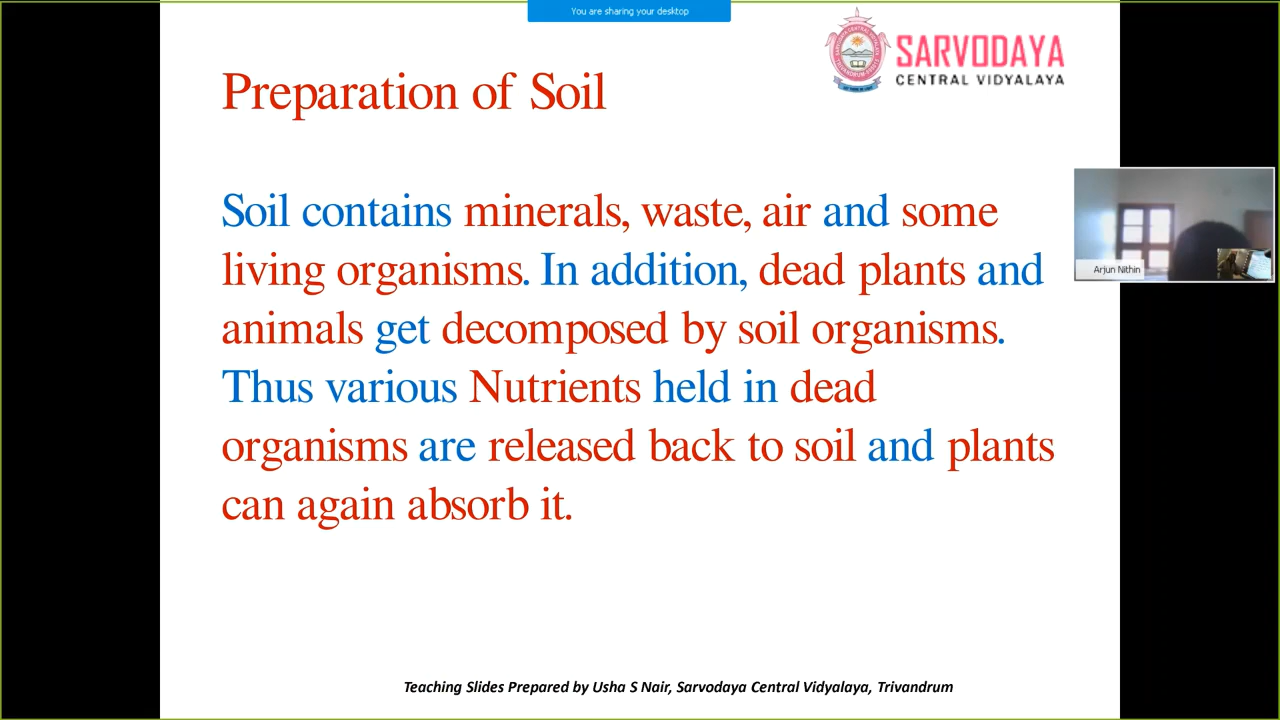 You are sharing your desktop
SARVODAYA
CENTRAL VIDYALAYA
Preparation of Soil
Soil contains minerals, waste, air and some
living organisms. In addition, dead plants and
animals get decomposed by soil organisms.
Thus various Nutrients held in dead
organisms are released back to soil and plants
can again absorb it.
Arjun Nithin
Teaching Slides Prepared by Usha S Nair, Sarvodaya Central Vidyalaya, Trivandrum